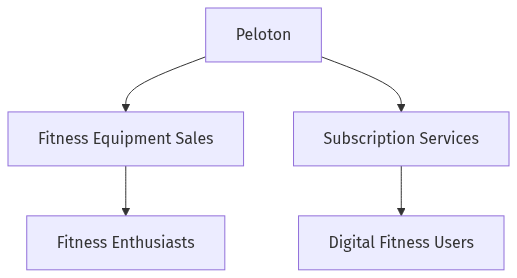 Peloton
Fitness Equipment Sales
Subscription Services
Fitness Enthusiasts
Digital Fitness Users